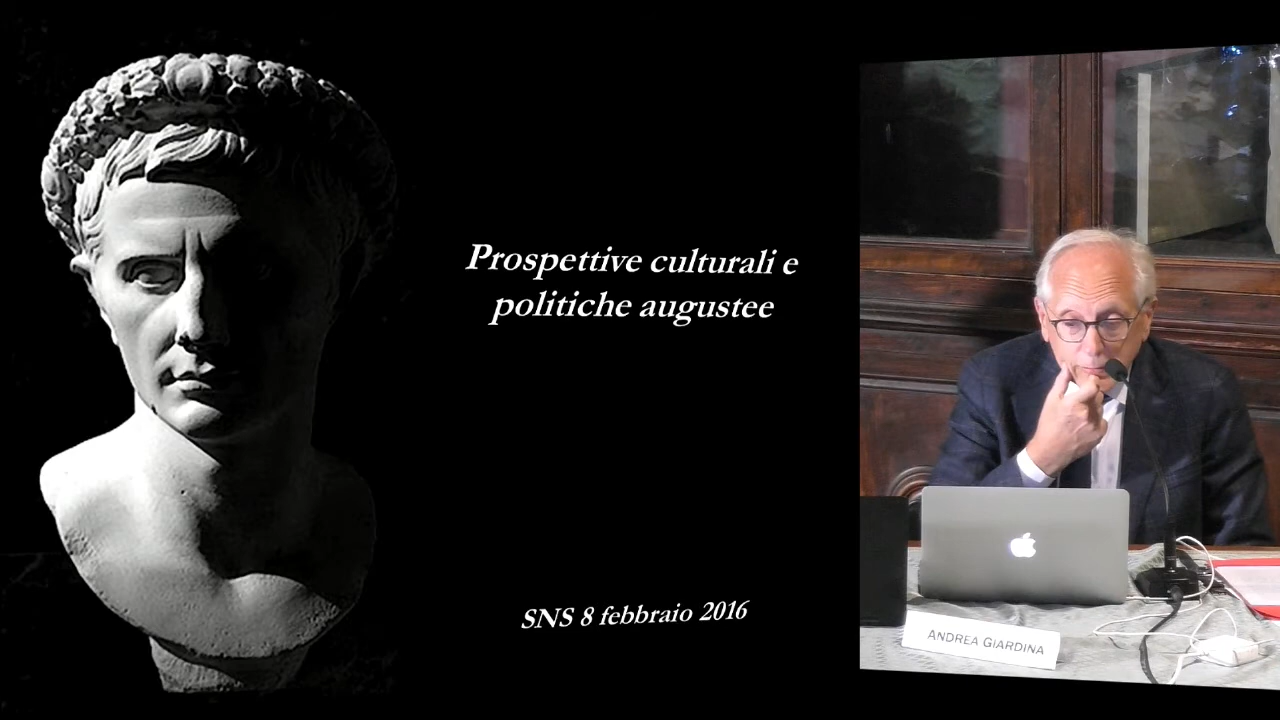 Prospettive culturali e
politiche augustee
SNS 8 febbraio 2016
ANDREA GIARDINA